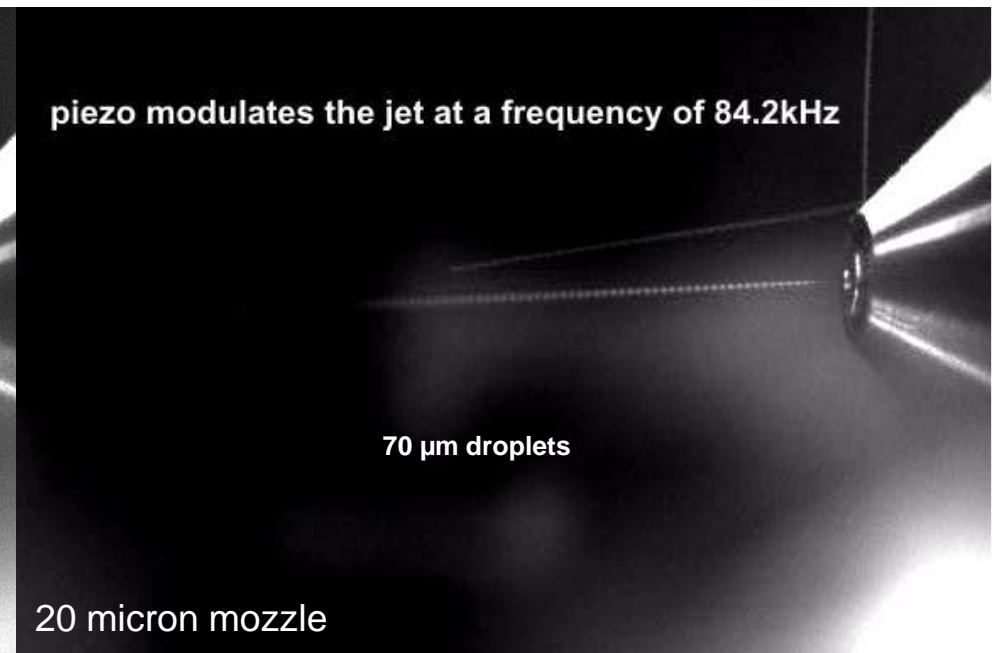 piezo modulates the jet at a frequency of 84.2kHz
70 µm droplets
20 micron mozzle